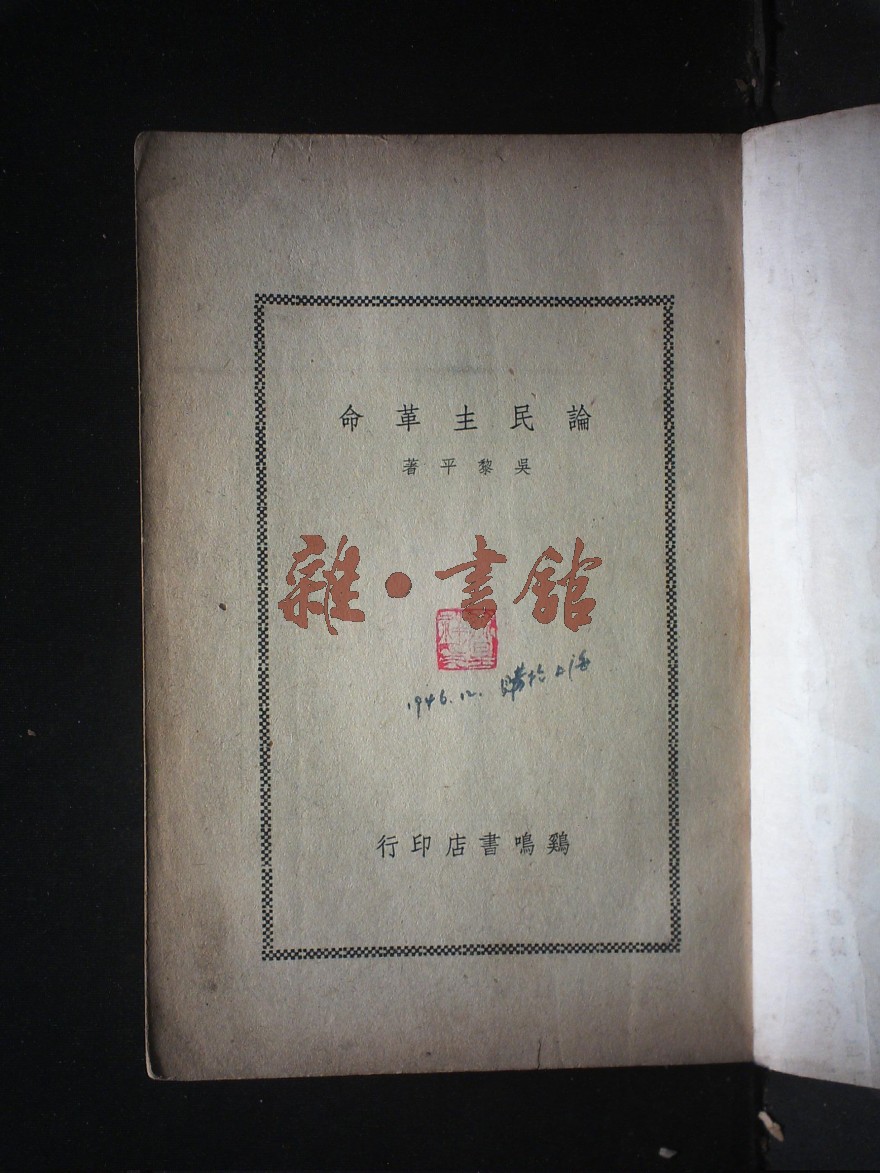 論民主革命
吳黎平著
雜·書館
1946.12. 購於上海
鷄鳴書店印行